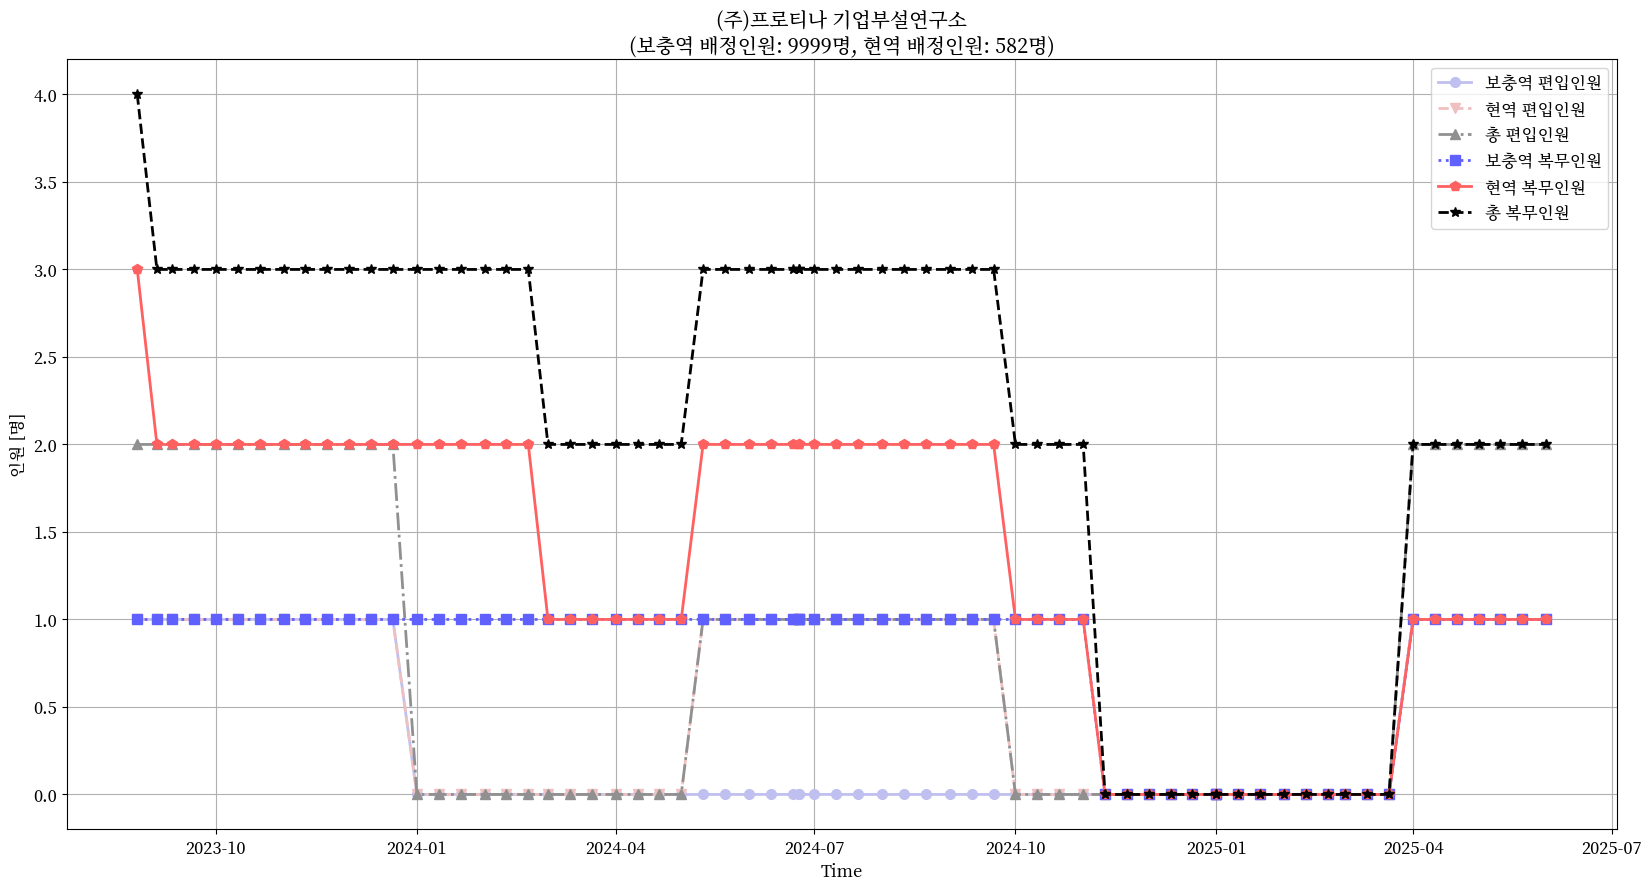 (주)프로티나 기업부설연구소
(보충역 배정인원: 9999명, 현역 배정인원: 582명)
보충역 편입인원
현역 편입인원
총 편입인원
보충역 복무인원
현역 복무인원
총 복무인원
인원 [명]
4.0
3.5
3.0
2.5
2.0
1.5
1.0
0.5
0.0
2023-10
2024-01
2024-04
2024-07
2024-10
2025-01
2025-04
2025-07
Time